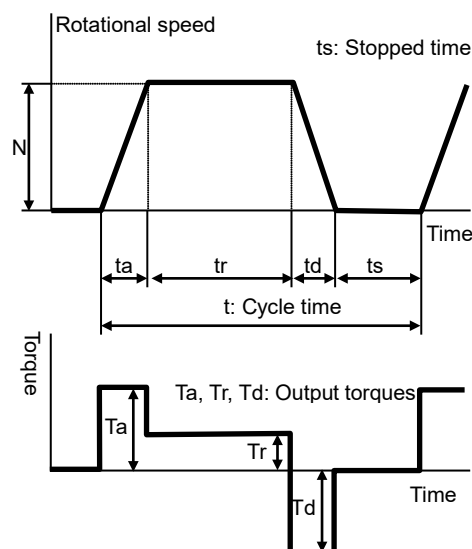 Rotational speed
ts: Stopped time
N
Time
ta
tr
td
ts
t: Cycle time
Torque
Ta, Tr, Td: Output torques
Ta
Tr
Td
Time